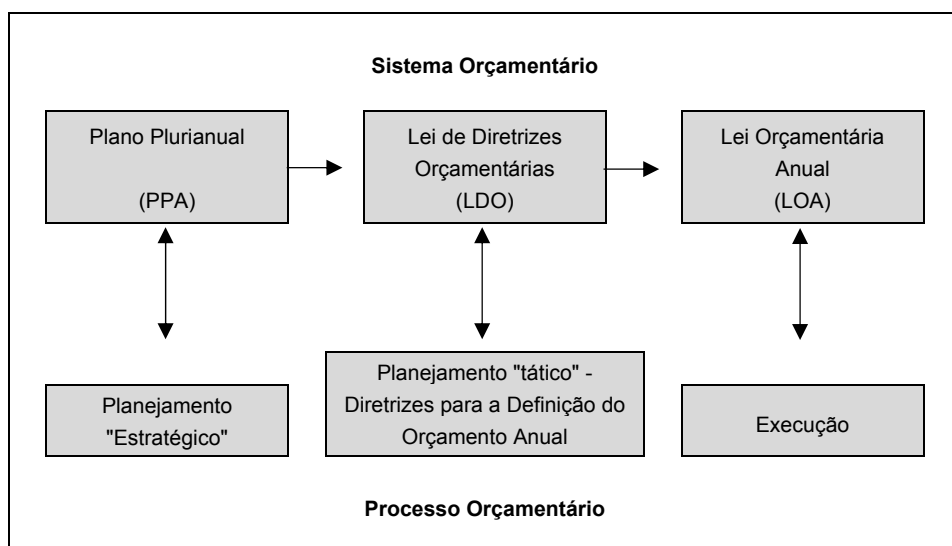 Sistema Orçamentário
Plano Plurianual
(PPA)
Lei de Diretrizes
Orçamentárias
(LDO)
Lei Orçamentária
Anual
(LOA)
Planejamento
"Estratégico"
Planejamento "tático" -
Diretrizes para a Definição do
Orçamento Anual
Execução
Processo Orçamentário